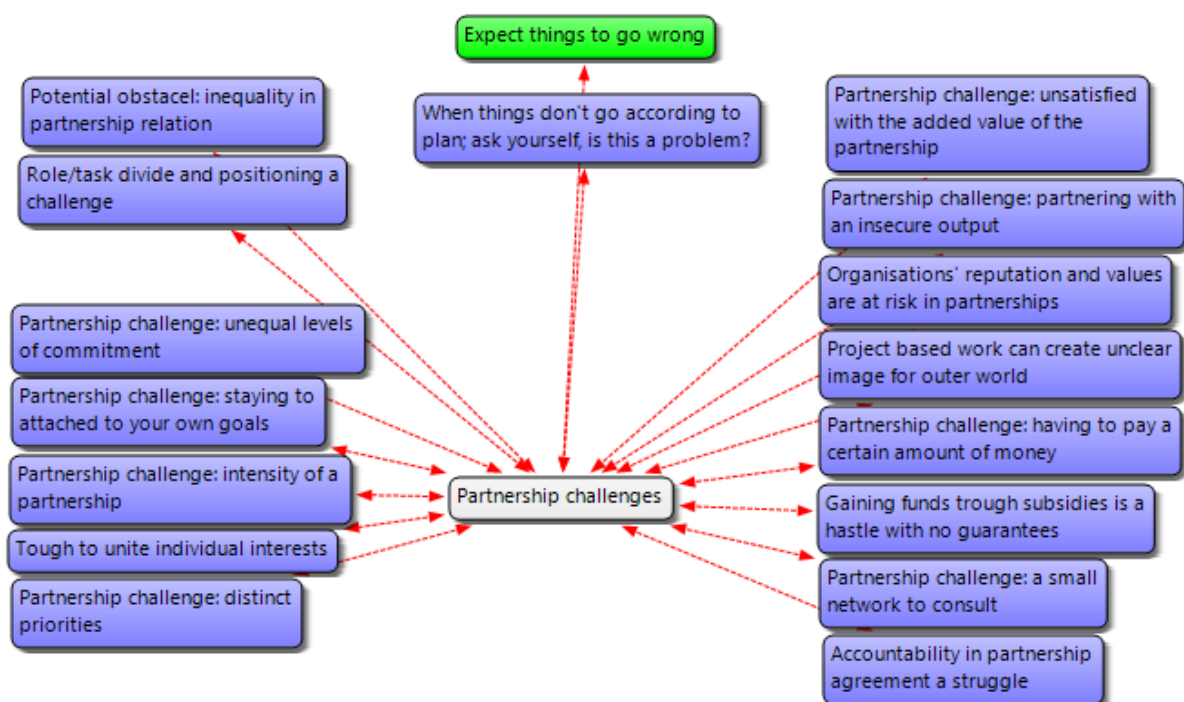 Expect things to go wrong
When things don't go according to
plan; ask yourself, is this a problem?
Potential obstacel: inequality in
partnership relation
Role/task divide and positioning a
challenge
Partnership challenge: unequal levels
of commitment
Partnership challenge: staying to
attached to your own goals
Partnership challenge: intensity of a
partnership
Tough to unite individual interests
Partnership challenge: distinct
priorities
Partnership challenges
Partnership challenge: unsatisfied
with the added value of the
partnership
Partnership challenge: partnering with
an insecure output
Organisations' reputation and values
are at risk in partnerships
Project based work can create unclear
image for outer world
Partnership challenge: having to pay a
certain amount of money
Gaining funds trough subsidies is a
hastle with no guarantees
Partnership challenge: a small
network to consult
Accountability in partnership
agreement a struggle